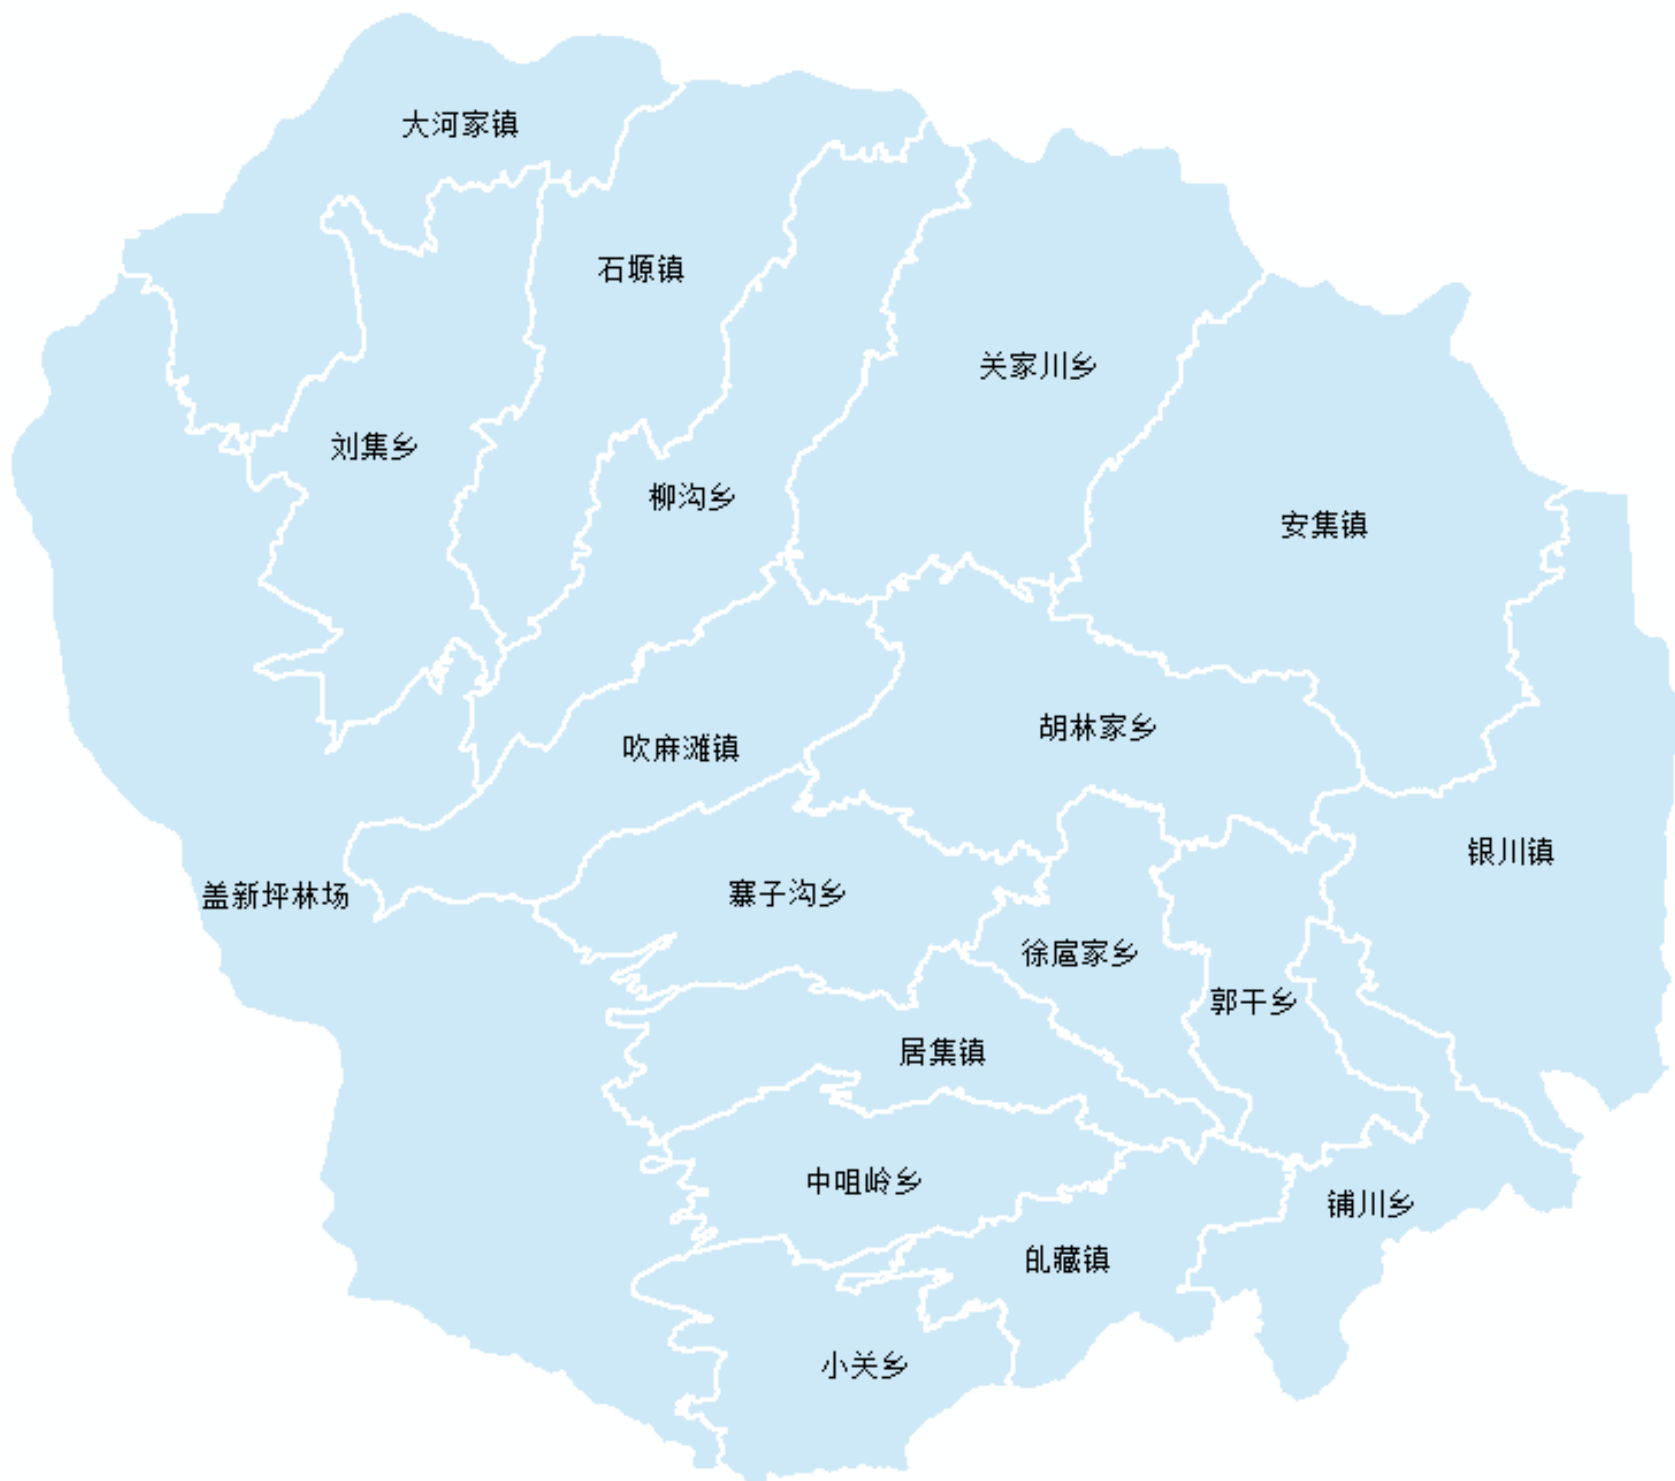 大河家镇
石塬镇
关家川乡
刘集乡
柳沟乡
安集镇
胡林家乡
吹麻滩镇
银川镇
盖新坪林场
寨子沟乡
徐扈家乡
郭干乡
居集镇
中咀岭乡
铺川乡
癿藏镇
小关乡